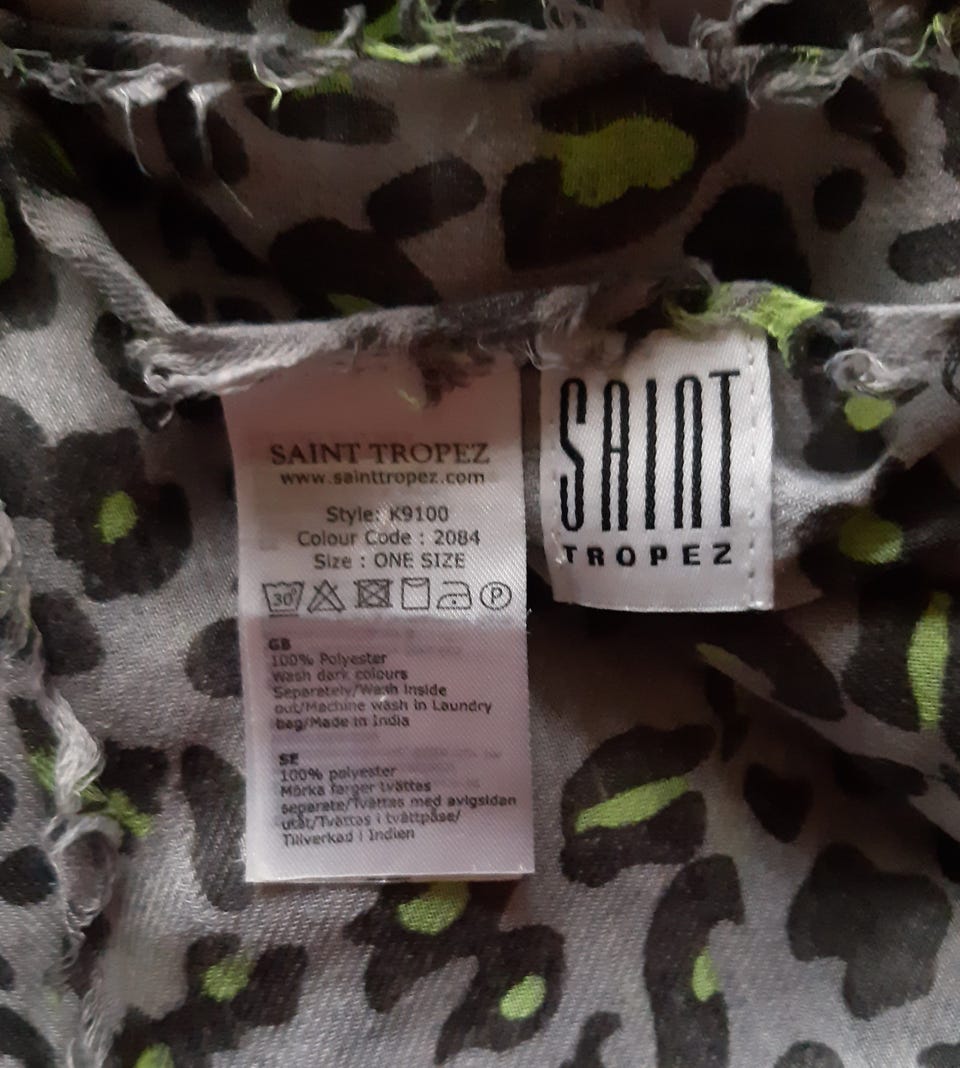 SAINT TROPEZ
www.sainttropez.com
Style: K9100
Colour Code : 2084
Size : ONE SIZE
30°
P
GB
100% Polyester
wash dark colours
Separately/Wash Inside
out/Machine wash in Laundry
bag/Made in India
SE
100% polyester
Mörka färger tvättas
separate/Tvättas med avigsidan
utåt/Tvättas i tvättpåse/
Tillverkad i Indien
SAINT
TROPEZ